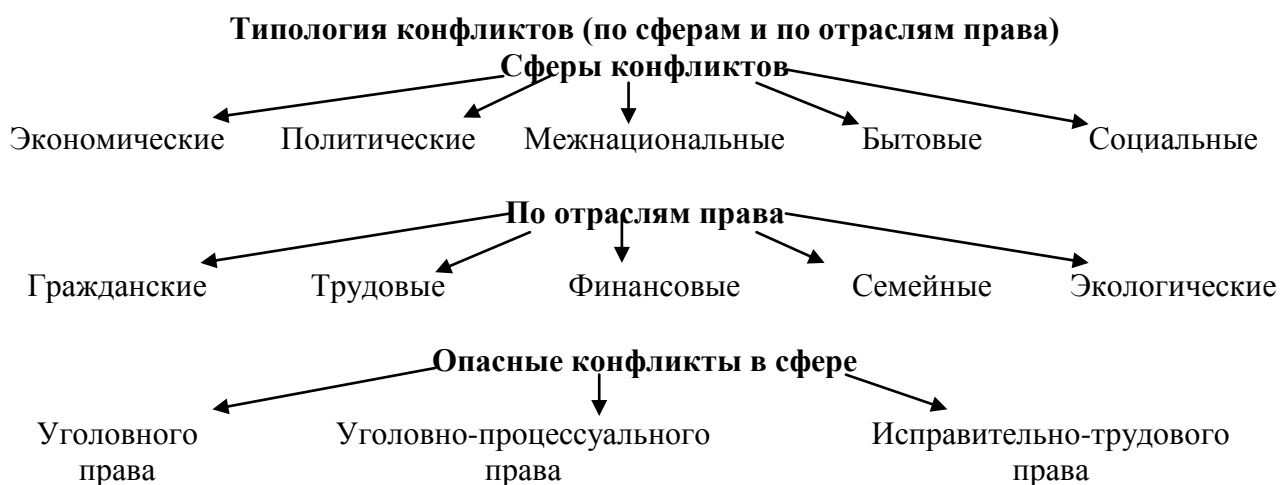 Типология конфликтов (по сферам и по отраслям права)
Сферы конфликтов
Экономические Политические Межнациональные Бытовые Социальные
По отраслям права
Гражданские Трудовые Финансовые Семейные Экологические
Опасные конфликты в сфере
Уголовного Уголовно-процессуального Исправительно-трудового
права права права